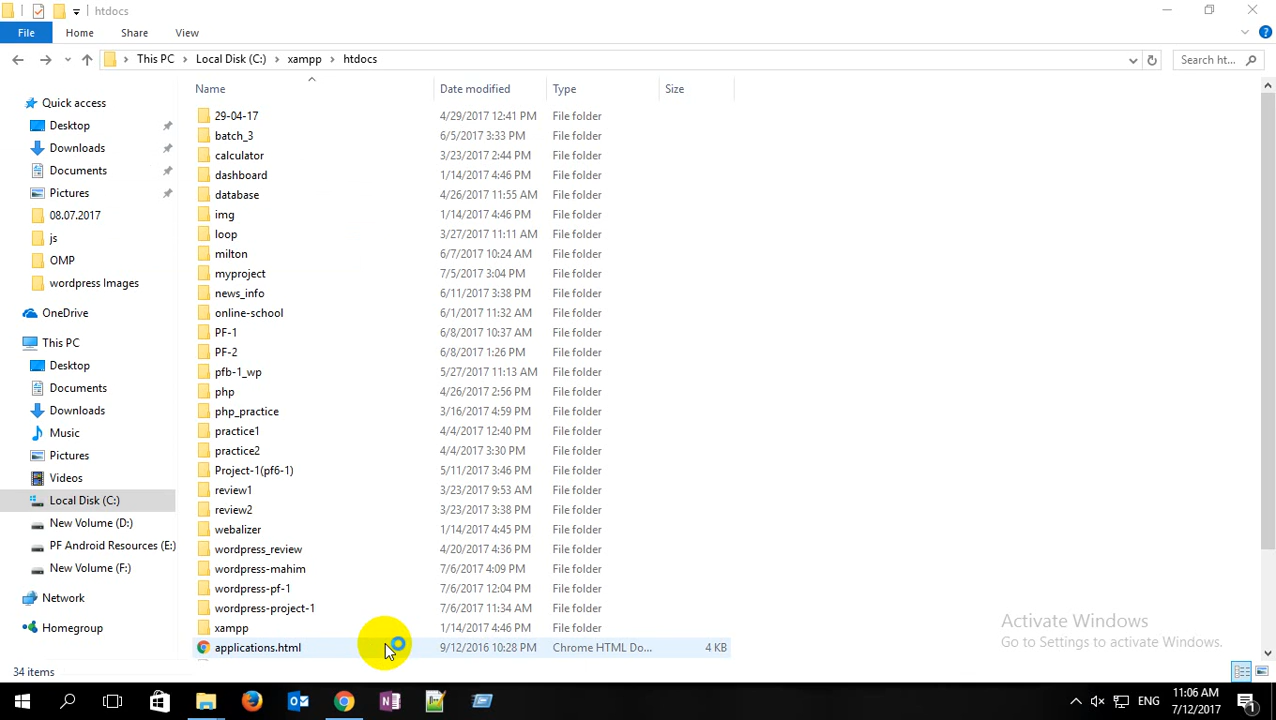 htdocs
File Home Share View
This PC Local Disk (C:) xampp htdocs Search ht...
Name Date modified Type Size
Quick access
Desktop
Downloads
Documents
Pictures
08.07.2017
js
OMP
wordpress Images
OneDrive
This PC
Desktop
Documents
Downloads
Music
Pictures
Videos
Local Disk (C:)
New Volume (D:)
PF Android Resources (E:)
New Volume (F:)
Network
Homegroup
29-04-17 4/29/2017 12:41 PM File folder
batch_3 6/5/2017 3:33 PM File folder
calculator 3/23/2017 2:44 PM File folder
dashboard 1/14/2017 4:46 PM File folder
database 4/26/2017 11:55 AM File folder
img 1/14/2017 4:46 PM File folder
loop 3/27/2017 11:11 AM File folder
milton 6/7/2017 10:24 AM File folder
myproject 7/5/2017 3:04 PM File folder
news_info 6/11/2017 3:38 PM File folder
online-school 6/1/2017 11:32 AM File folder
PF-1 6/8/2017 10:37 AM File folder
PF-2 6/8/2017 1:26 PM File folder
pfb-1_wp 5/27/2017 11:13 AM File folder
php 4/26/2017 2:56 PM File folder
php_practice 3/16/2017 4:59 PM File folder
practice1 4/4/2017 12:40 PM File folder
practice2 4/4/2017 3:30 PM File folder
Project-1(pf6-1) 5/11/2017 3:46 PM File folder
review1 3/23/2017 9:53 AM File folder
review2 3/23/2017 3:38 PM File folder
webalizer 1/14/2017 4:45 PM File folder
wordpress_review 4/20/2017 4:36 PM File folder
wordpress-mahim 7/6/2017 4:09 PM File folder
wordpress-pf-1 7/6/2017 12:04 PM File folder
wordpress-project-1 7/6/2017 11:34 AM File folder
xampp 1/14/2017 4:46 PM File folder
applications.html 9/12/2016 10:28 PM Chrome HTML Do... 4 KB
Activate Windows
Go to Settings to activate Windows.
34 items
ENG
11:06 AM
7/12/2017
1